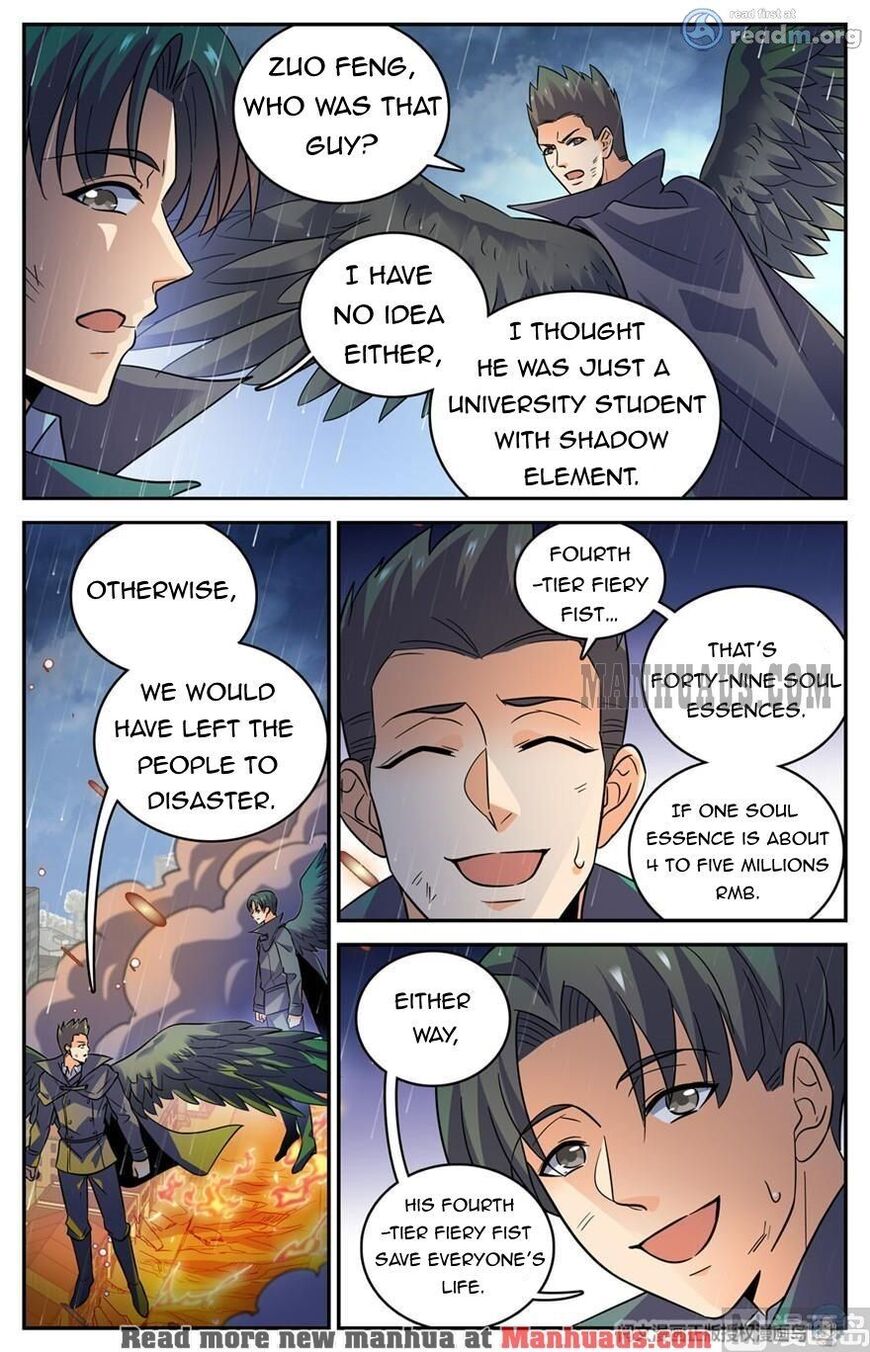 read first at
readm.org
ZUO FENG,
WHO WAS THAT
GUY?
I HAVE
NO IDEA
EITHER,
I THOUGHT
HE WAS JUST A
UNIVERSITY STUDENT
WITH SHADOW
ELEMENT.
OTHERWISE,
WE WOULD
HAVE LEFT THE
PEOPLE TO
DISASTER.
FOURTH
-TIER FIERY
FIST...
THAT'S
FORTY-NINE SOUL
ESSENCES.
MANHUAUS.COM
IF ONE SOUL
ESSENCE IS ABOUT
4 TO FIVE MILLIONS
RMB.
EITHER
WAY,
HIS FOURTH
-TIER FIERY FIST
SAVE EVERYONE'S
LIFE.
Read more new manhua at Manhuaus.com